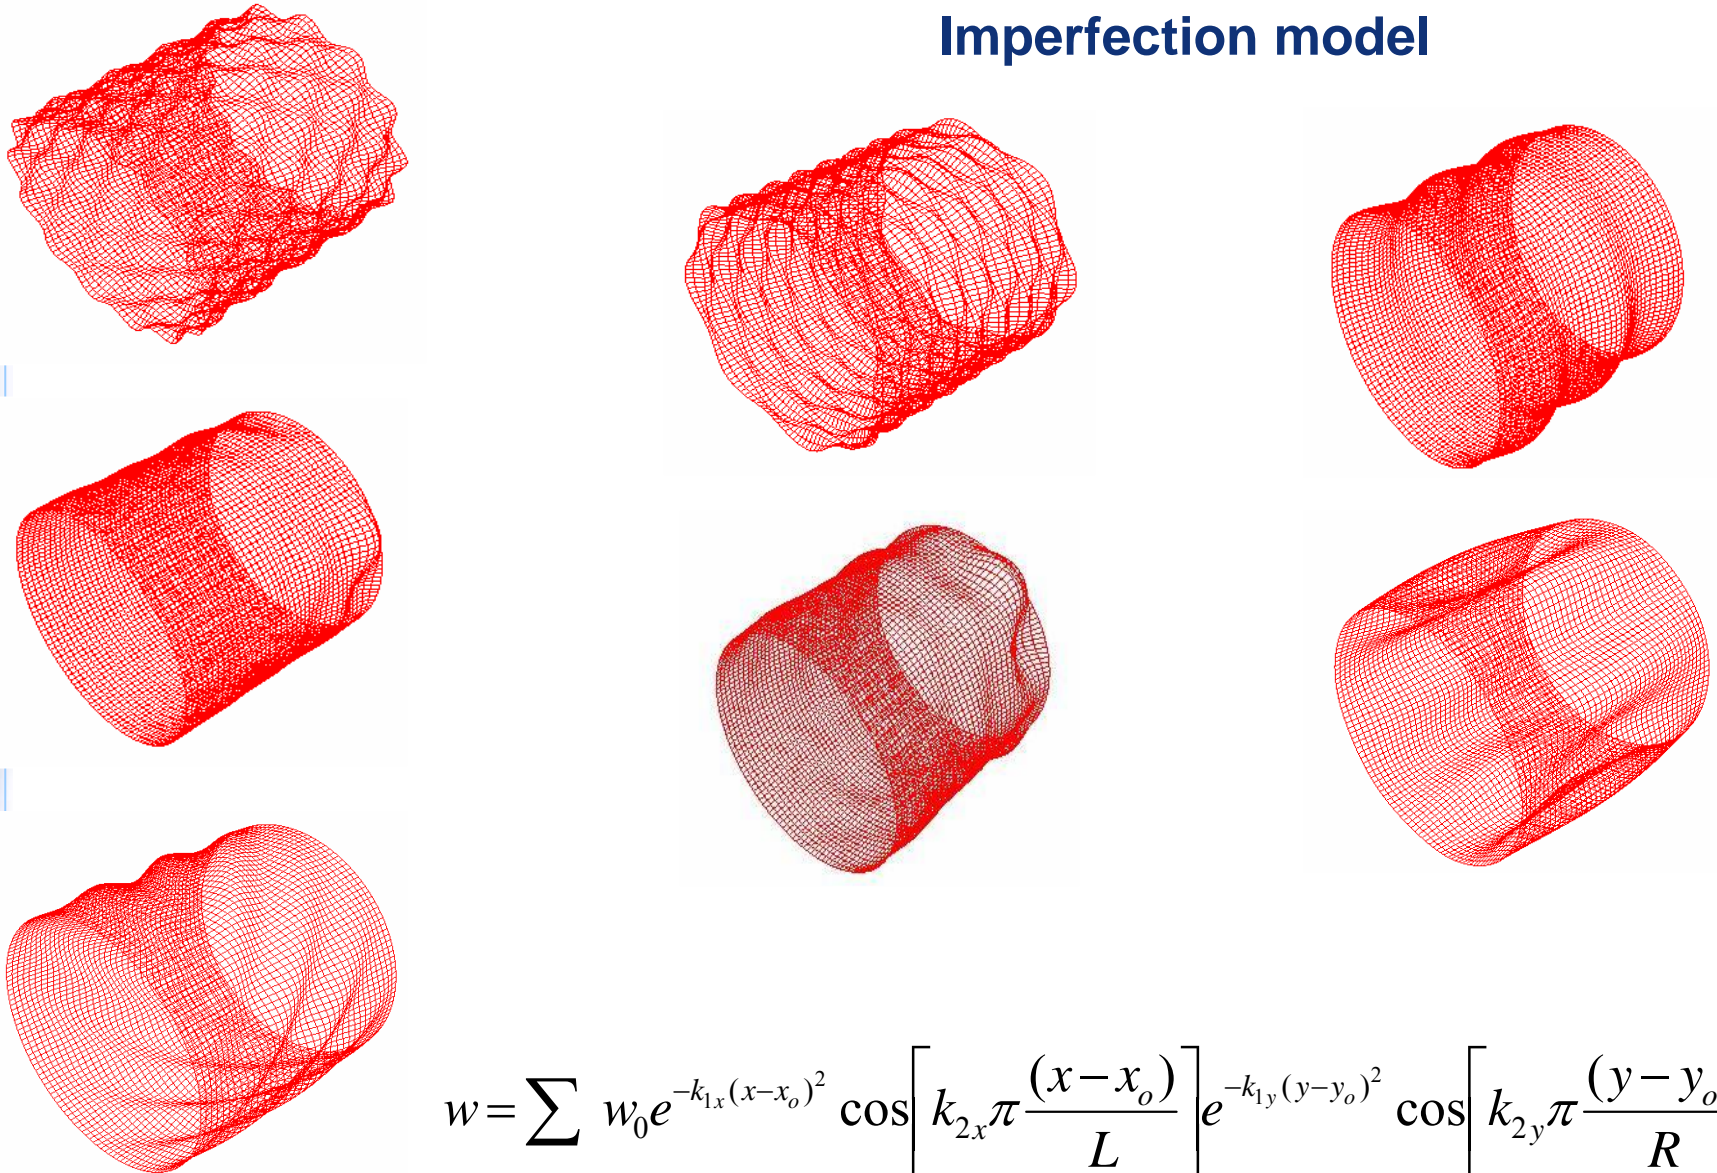 Imperfection model
w = ∑ w₀e^{-k_{1x}(x-x_o)^2} cos[k_{2x}π (x-x_o)/L] e^{-k_{1y}(y-y_o)^2} cos[k_{2y}π (y-y_o/R